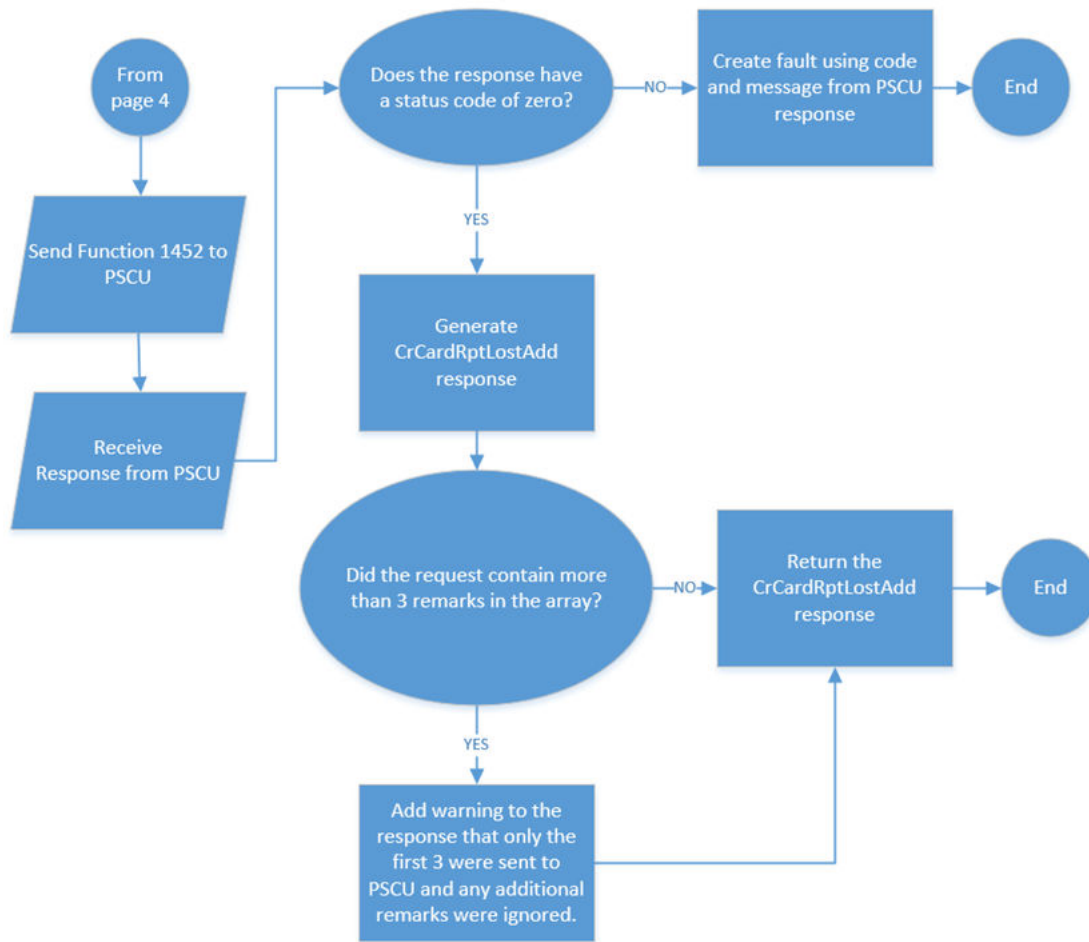 From
page 4
Send Function 1452 to
PSCU
Receive
Response from PSCU
Does the response have
a status code of zero?
NO
Create fault using code
and message from PSCU
response
End
YES
Generate
CrCardRptLostAdd
response
Did the request contain more
than 3 remarks in the array?
NO
Return the
CrCardRptLostAdd
response
End
YES
Add warning to the
response that only the
first 3 were sent to
PSCU and any additional
remarks were ignored.